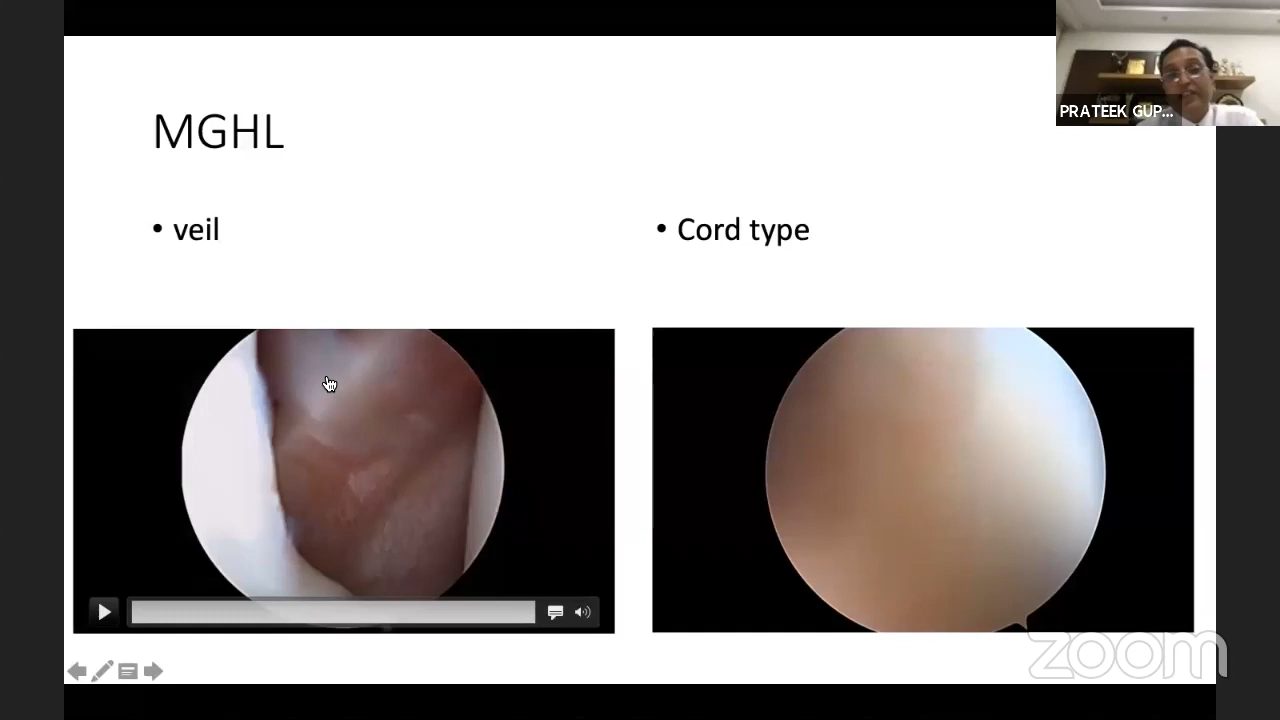 PRATEEK GUP...
MGHL
• veil
• Cord type
zoom